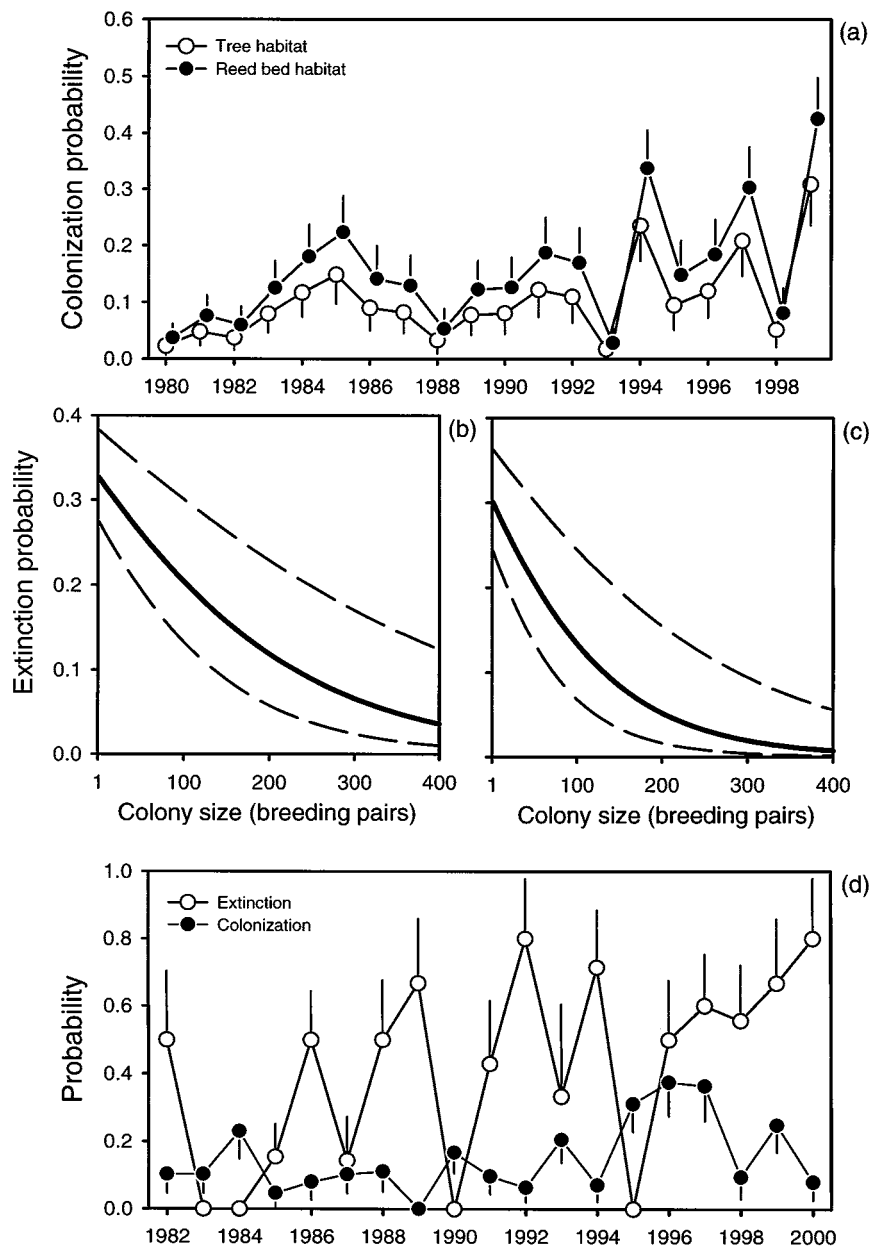 (a)
Tree habitat
Reed bed habitat
Colonization probability
0.6
0.5
0.4
0.3
0.2
0.1
0.0
1980 1982 1984 1986 1988 1990 1992 1994 1996 1998
(b)
Extinction probability
0.4
0.3
0.2
0.1
0.0
1 100 200 300 400
Colony size (breeding pairs)
(c)
1 100 200 300 400
Colony size (breeding pairs)
(d)
Extinction
Colonization
Probability
1.0
0.8
0.6
0.4
0.2
0.0
1982 1984 1986 1988 1990 1992 1994 1996 1998 2000